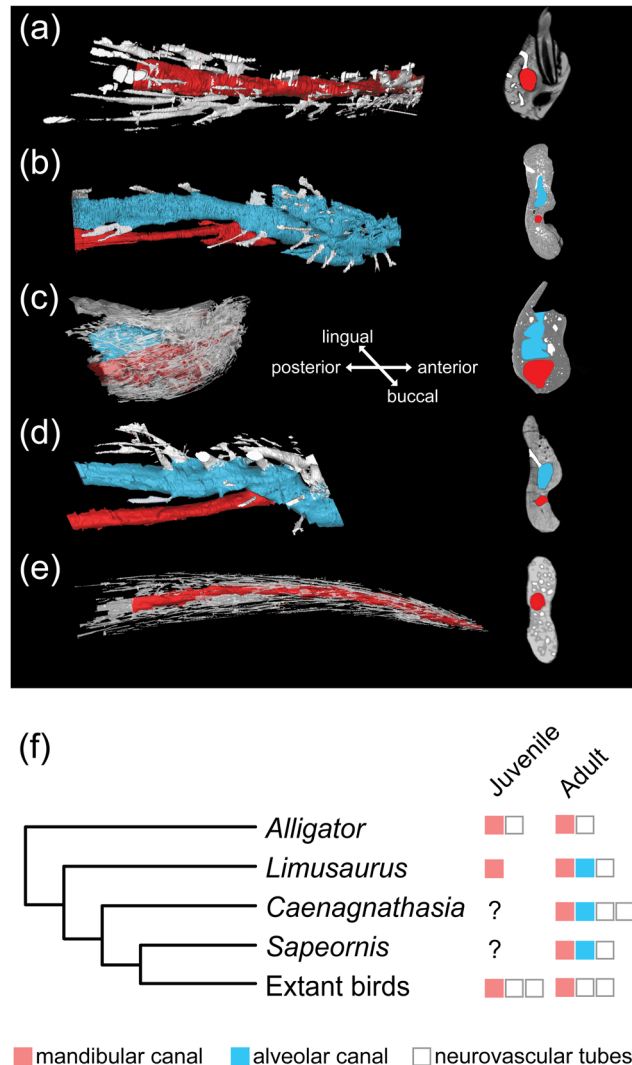 (a)
(b)
(c)
lingual
posterior anterior
buccal
(d)
(e)
(f)
Juvenile Adult
Alligator
Limusaurus
Caenagnathasia ?
Sapeornis ?
Extant birds
mandibular canal alveolar canal neurovascular tubes